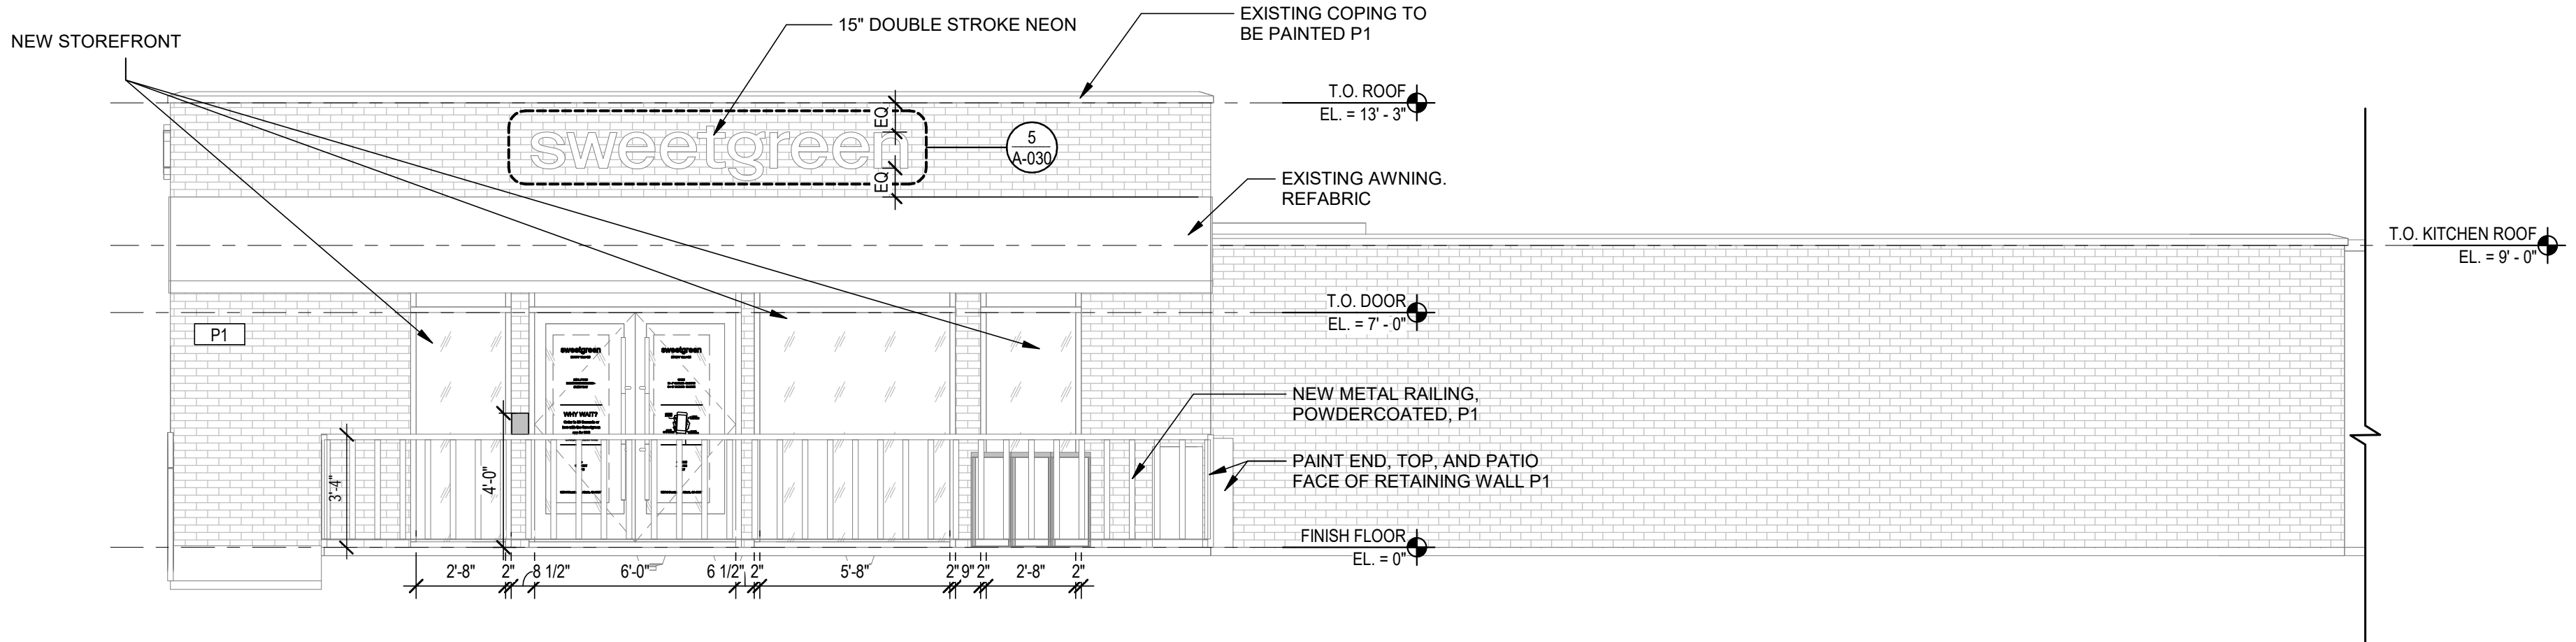 NEW STOREFRONT
15" DOUBLE STROKE NEON
EXISTING COPING TO
BE PAINTED P1
T.O. ROOF
EL. = 13' - 3"
EQ
sweetgreen
5
A-030
EQ
EXISTING AWNING.
REFABRIC
T.O. KITCHEN ROOF
EL. = 9' - 0"
T.O. DOOR
EL. = 7' - 0"
P1
sweetgreen
sweetgreen
WHY WAIT?
NEW METAL RAILING,
POWDERCOATED, P1
PAINT END, TOP, AND PATIO
FACE OF RETAINING WALL P1
3'-4"
4'-0"
FINISH FLOOR
EL. = 0"
2'-8" 2" 8 1/2" 6'-0" 6 1/2" 2" 5'-8" 2" 9" 2" 2'-8" 2"